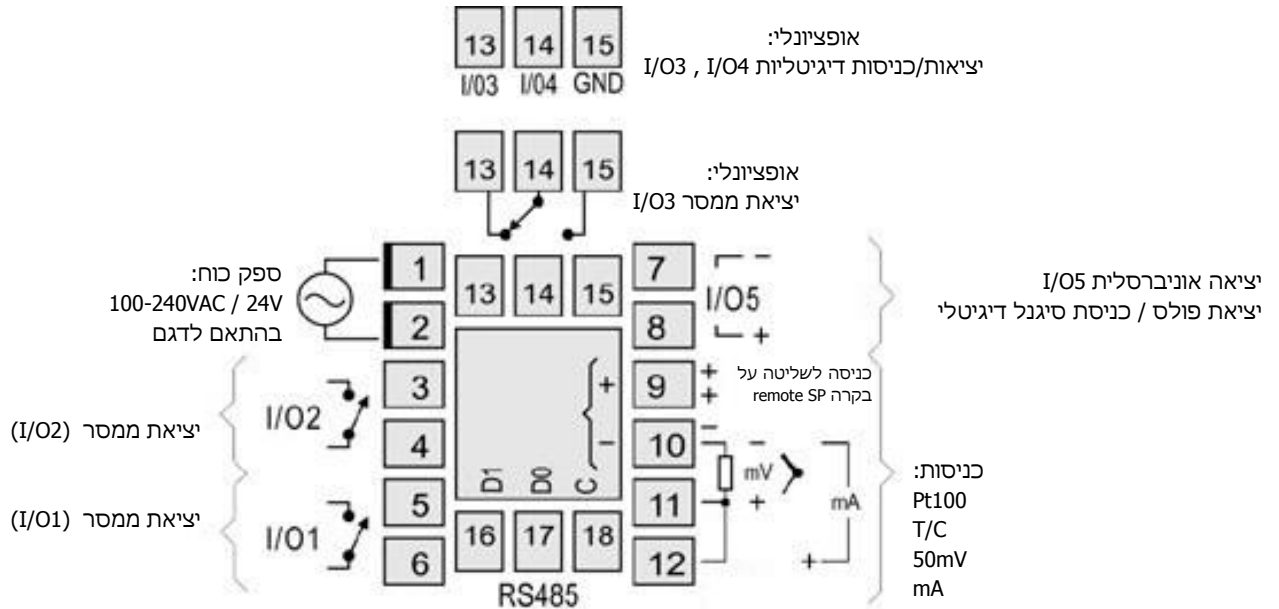 13 14 15
I/03 I/04 GND
אופציונלי:
יציאות/כניסות דיגיטליות I/O3 , I/O4
13 14 15
אופציונלי:
יציאת ממסר I/O3
ספק כוח:
100-240VAC / 24V
בהתאם לדגם
1
2
3
4
5
6
I/O2
I/O1
יציאת ממסר (I/O2)
יציאת ממסר (I/O1)
13 14 15
+
−
D1 D0 C
16 17 18
RS485
7
8
9
10
11
12
−
I/O5
+
יציאה אוניברסלית I/O5
יציאת פולס / כניסת סיגנל דיגיטלי
+
+
−
כניסה לשליטה על
בקרה remote SP
−
mV
+
mA
+
כניסות:
Pt100
T/C
50mV
mA